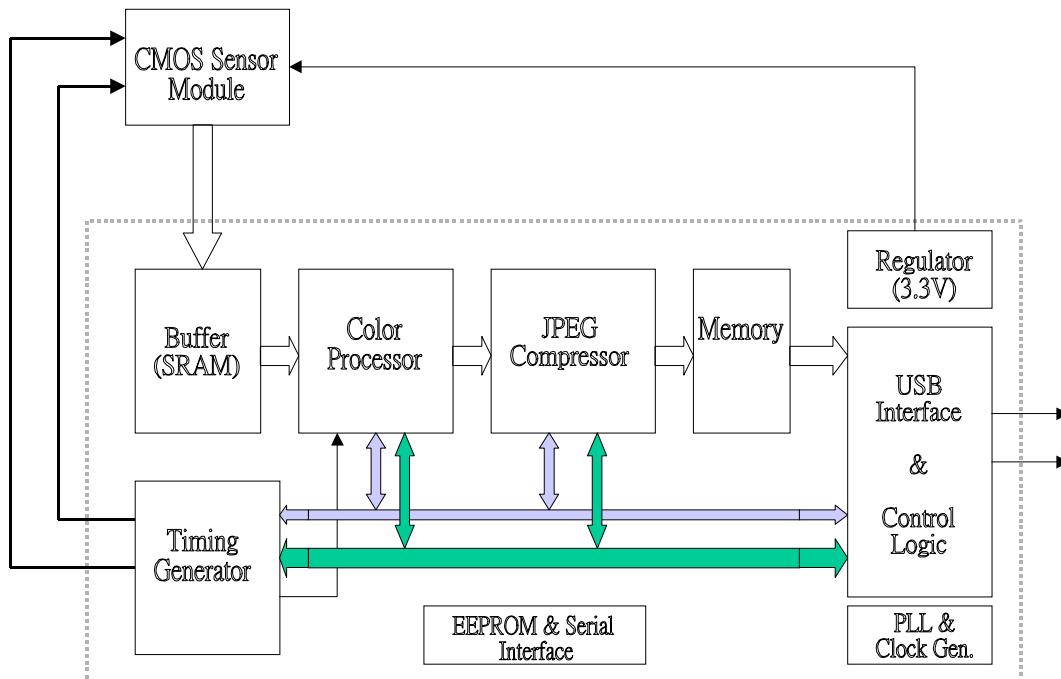 CMOS Sensor
Module
Regulator
(3.3V)
Buffer
(SRAM)
Color
Processor
JPEG
Compressor
Memory
USB
Interface
&
Control
Logic
Timing
Generator
EEPROM & Serial
Interface
PLL &
Clock Gen.